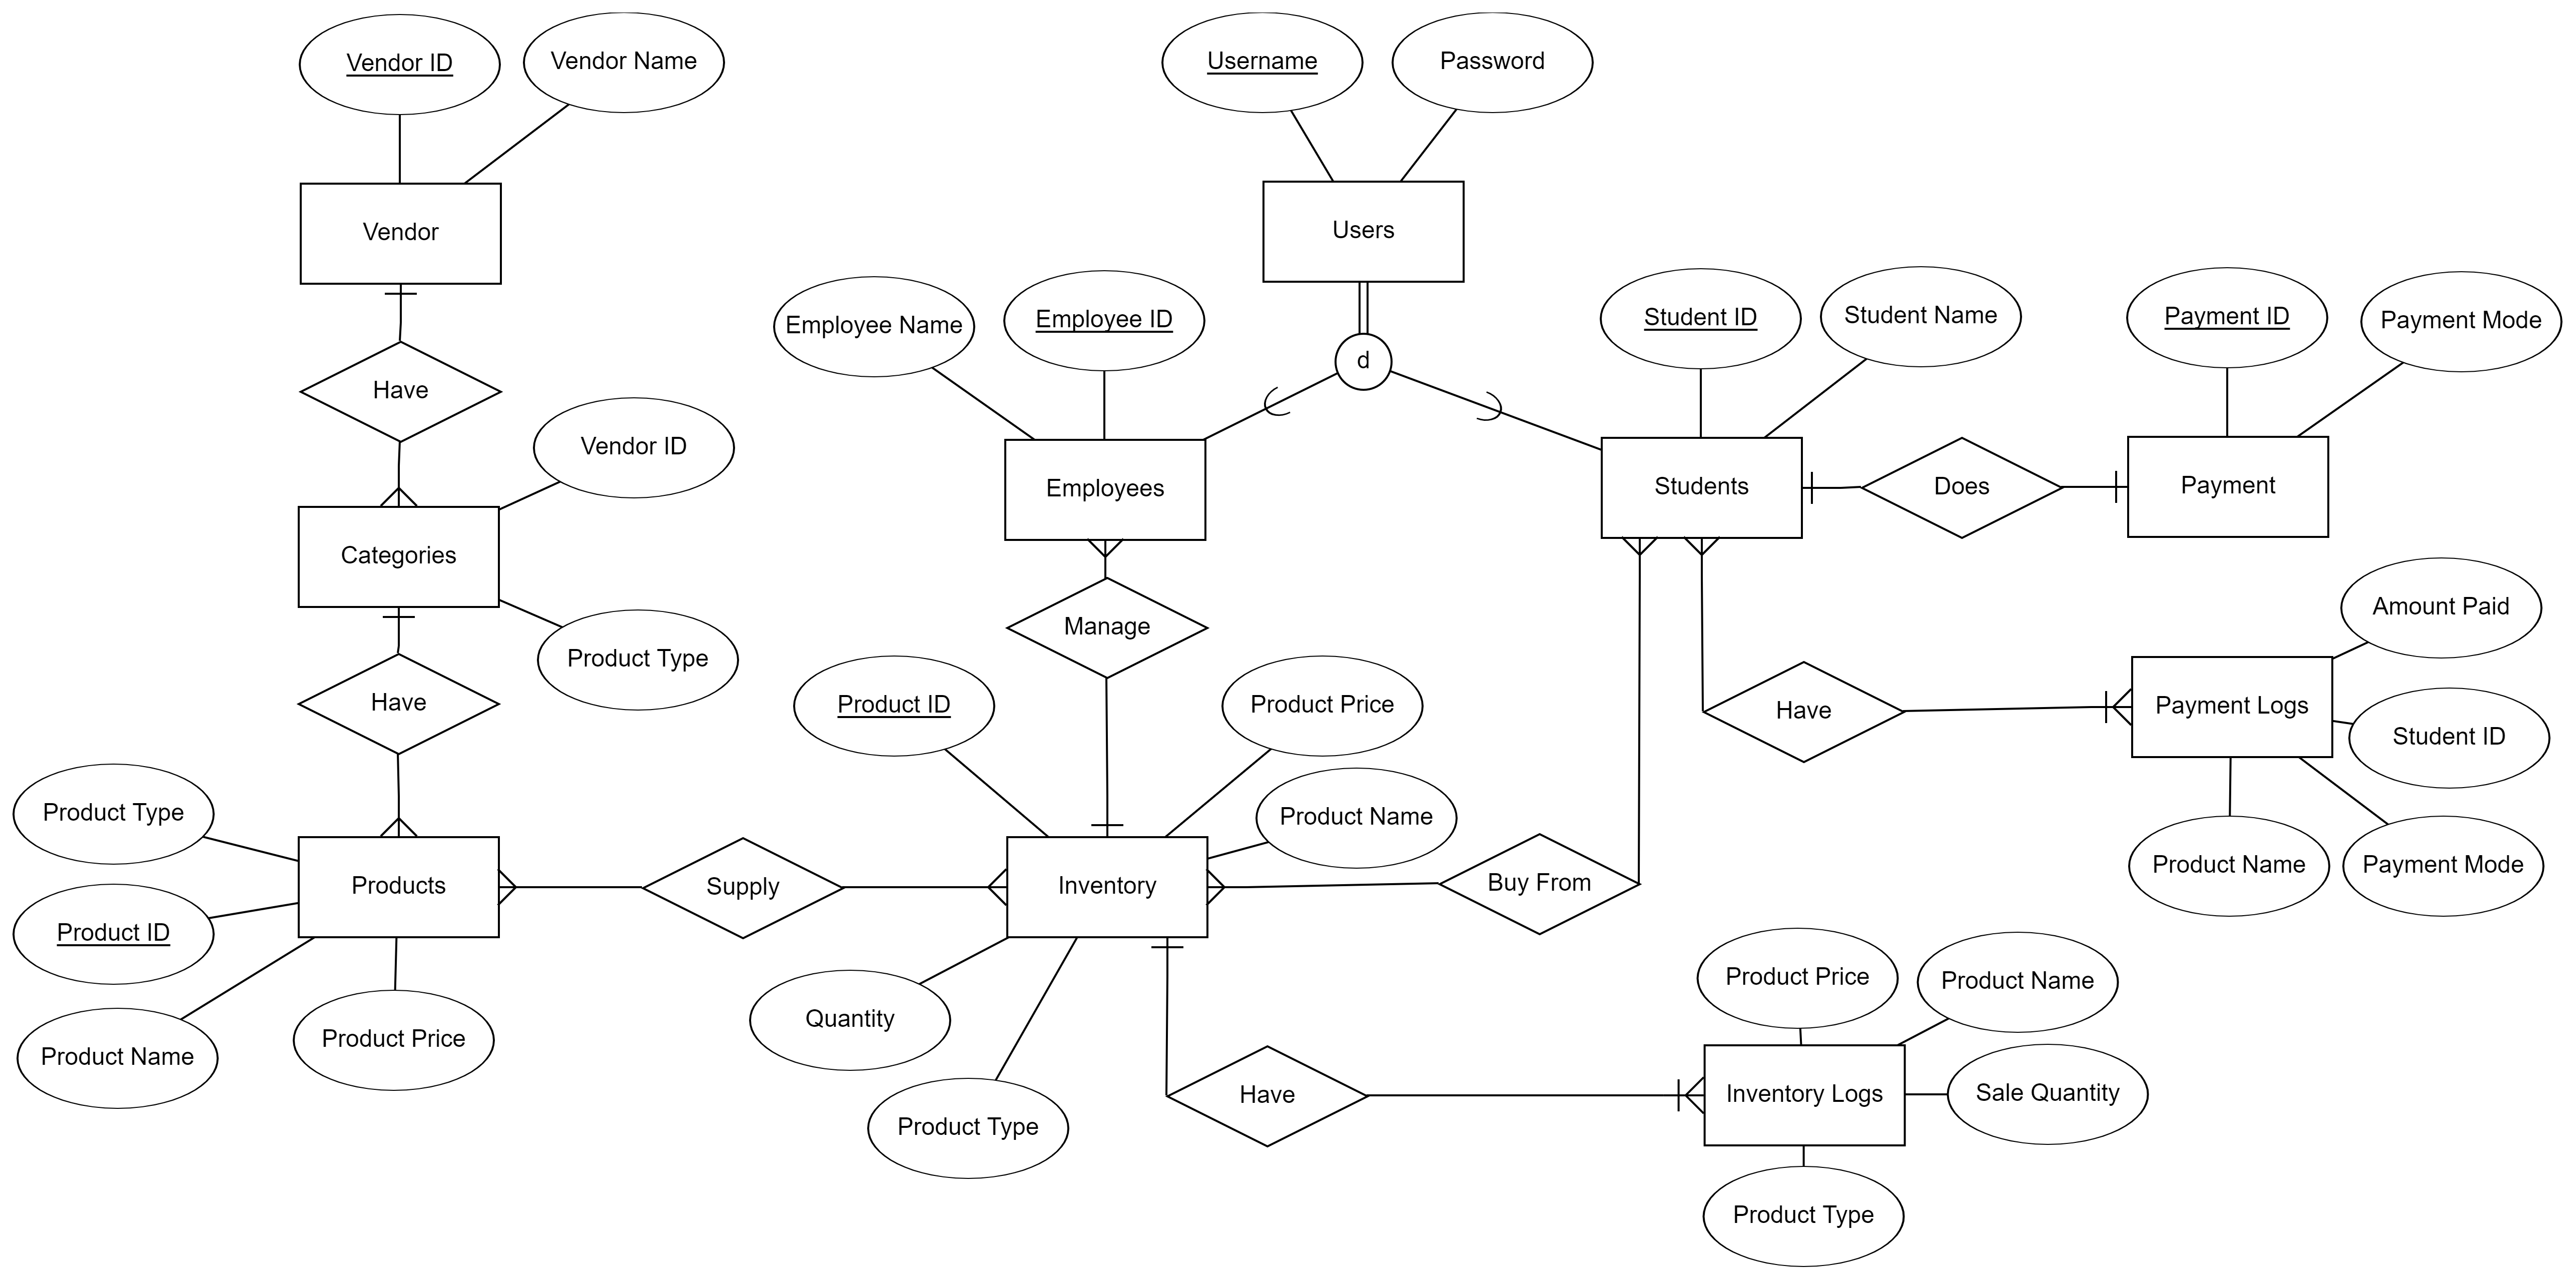 Vendor ID
Vendor Name
Username
Password
Vendor
Users
Employee Name
Employee ID
Student ID
Student Name
Payment ID
Payment Mode
d
Have
Vendor ID
Employees
Students
Does
Payment
Categories
Product Type
Manage
Amount Paid
Have
Product ID
Product Price
Have
Payment Logs
Student ID
Product Type
Product Name
Product Name
Payment Mode
Products
Supply
Inventory
Buy From
Product ID
Product Name
Product Price
Quantity
Product Type
Product Price
Product Name
Have
Inventory Logs
Sale Quantity
Product Type